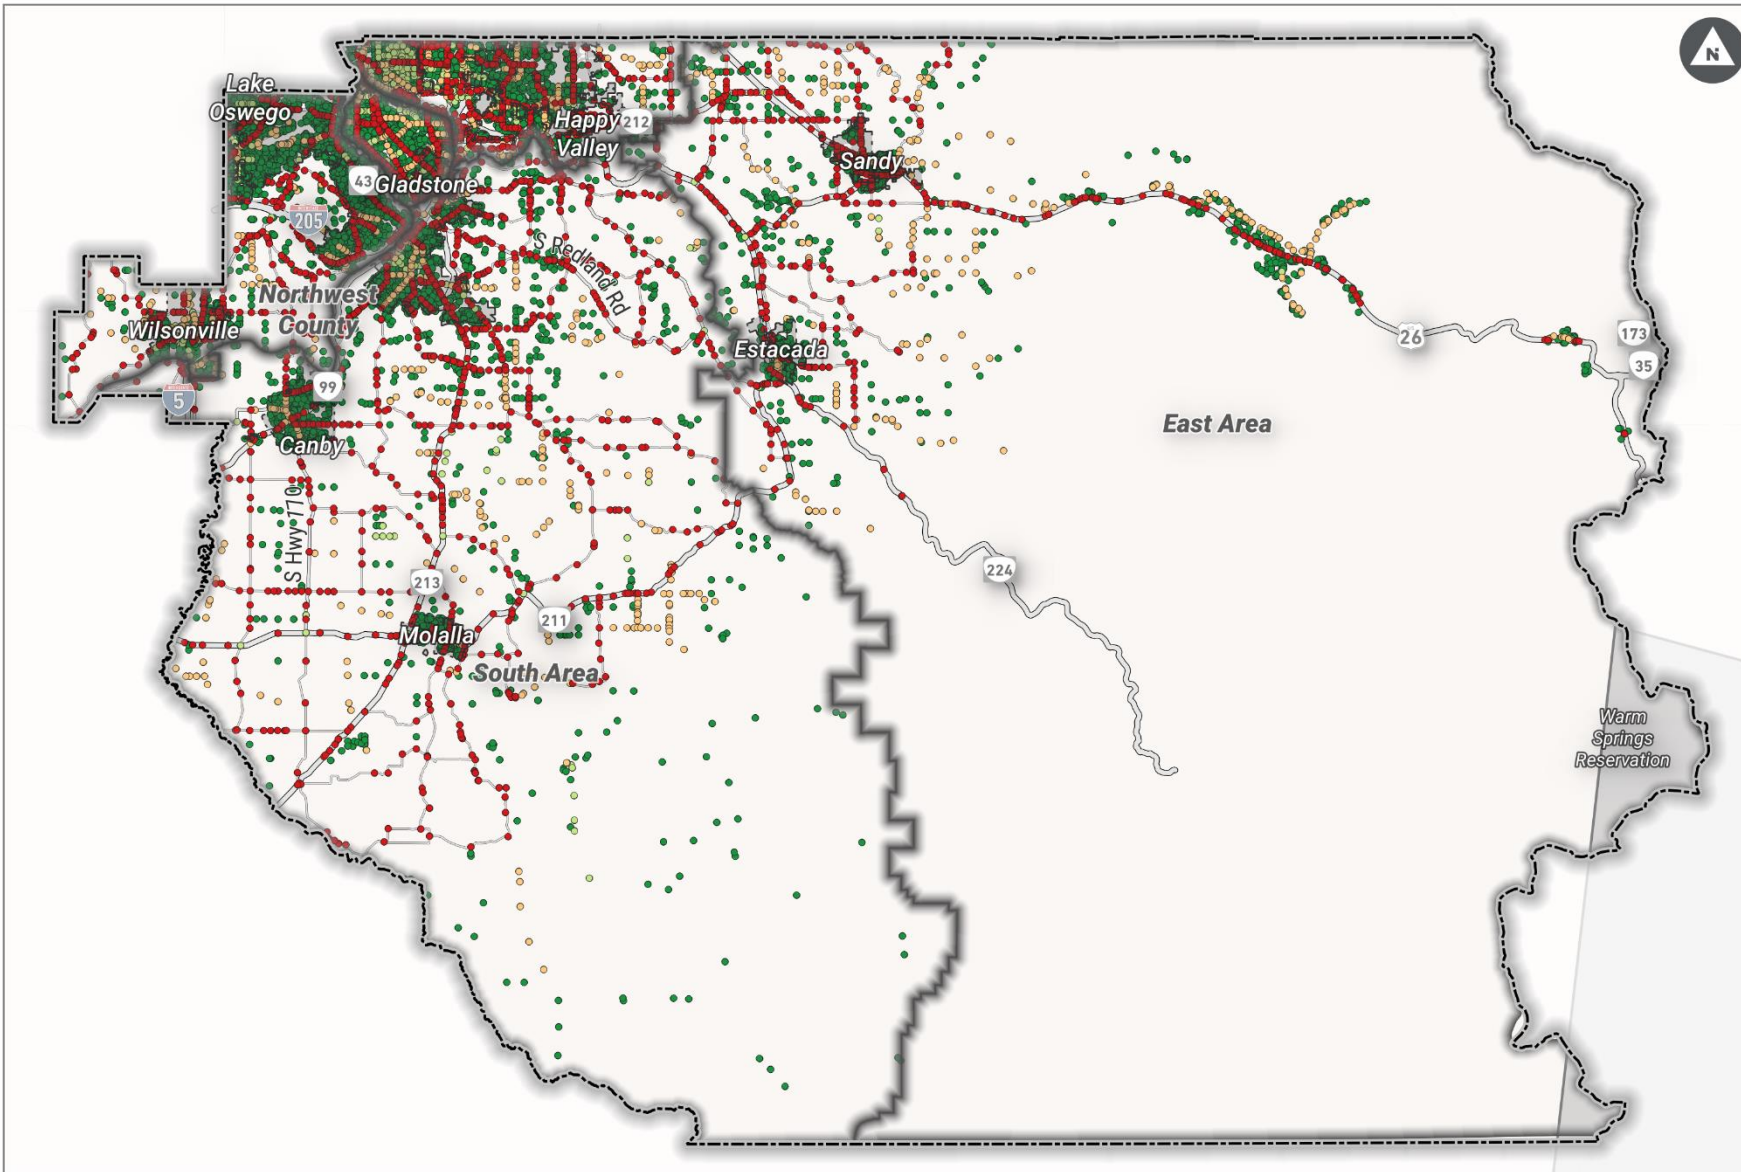 N
Lake
Oswego
Happy
Valley
212
Sandy
43
Gladstone
205
S Redland Rd
Northwest
County
Wilsonville
Estacada
26
173
35
99
5
Canby
East Area
S Hwy 170
224
213
211
Molalla
South Area
Warm
Springs
Reservation